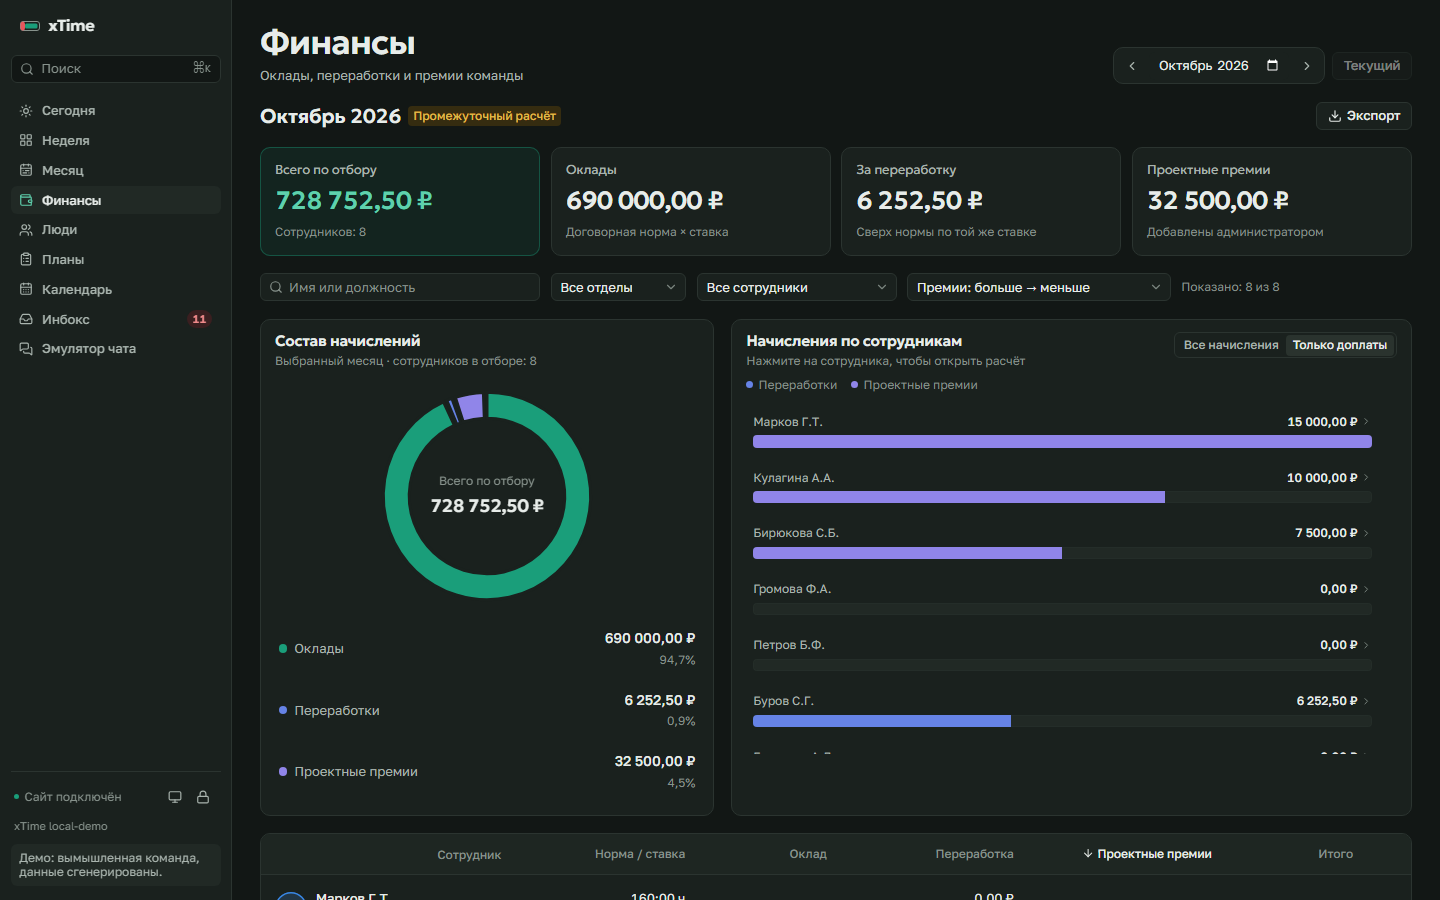 xTime
Поиск
⌘K
Сегодня
Неделя
Месяц
Финансы
Люди
Планы
Календарь
Инбокс
11
Эмулятор чата
Сайт подключён
xTime local-demo
Демо: вымышленная команда,
данные сгенерированы.
Финансы
Оклады, переработки и премии команды
Октябрь 2026
Текущий
Октябрь 2026
Промежуточный расчёт
Экспорт
Всего по отбору
728 752,50 ₽
Сотрудников: 8
Оклады
690 000,00 ₽
Договорная норма × ставка
За переработку
6 252,50 ₽
Сверх нормы по той же ставке
Проектные премии
32 500,00 ₽
Добавлены администратором
Имя или должность
Все отделы
Все сотрудники
Премии: больше → меньше
Показано: 8 из 8
Состав начислений
Выбранный месяц · сотрудников в отборе: 8
Всего по отбору
728 752,50 ₽
Оклады
690 000,00 ₽
94,7%
Переработки
6 252,50 ₽
0,9%
Проектные премии
32 500,00 ₽
4,5%
Начисления по сотрудникам
Нажмите на сотрудника, чтобы открыть расчёт
Все начисления
Только доплаты
Переработки
Проектные премии
Марков Г.Т.
15 000,00 ₽
Кулагина А.А.
10 000,00 ₽
Бирюкова С.Б.
7 500,00 ₽
Громова Ф.А.
0,00 ₽
Петров Б.Ф.
0,00 ₽
Буров С.Г.
6 252,50 ₽
Сотрудник
Норма / ставка
Оклад
Переработка
↓ Проектные премии
Итого
Марков Г.Т.
160:00 ч
0,00 ₽